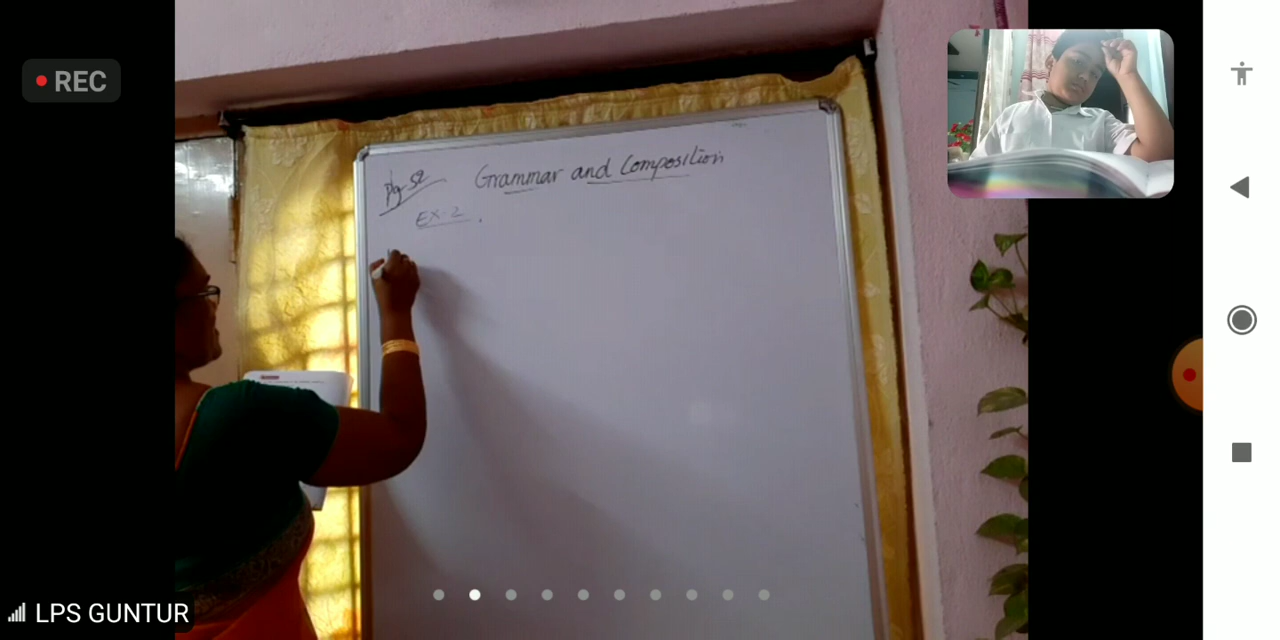 REC
Pg 52
Grammar and Composition
EX-2.
LPS GUNTUR